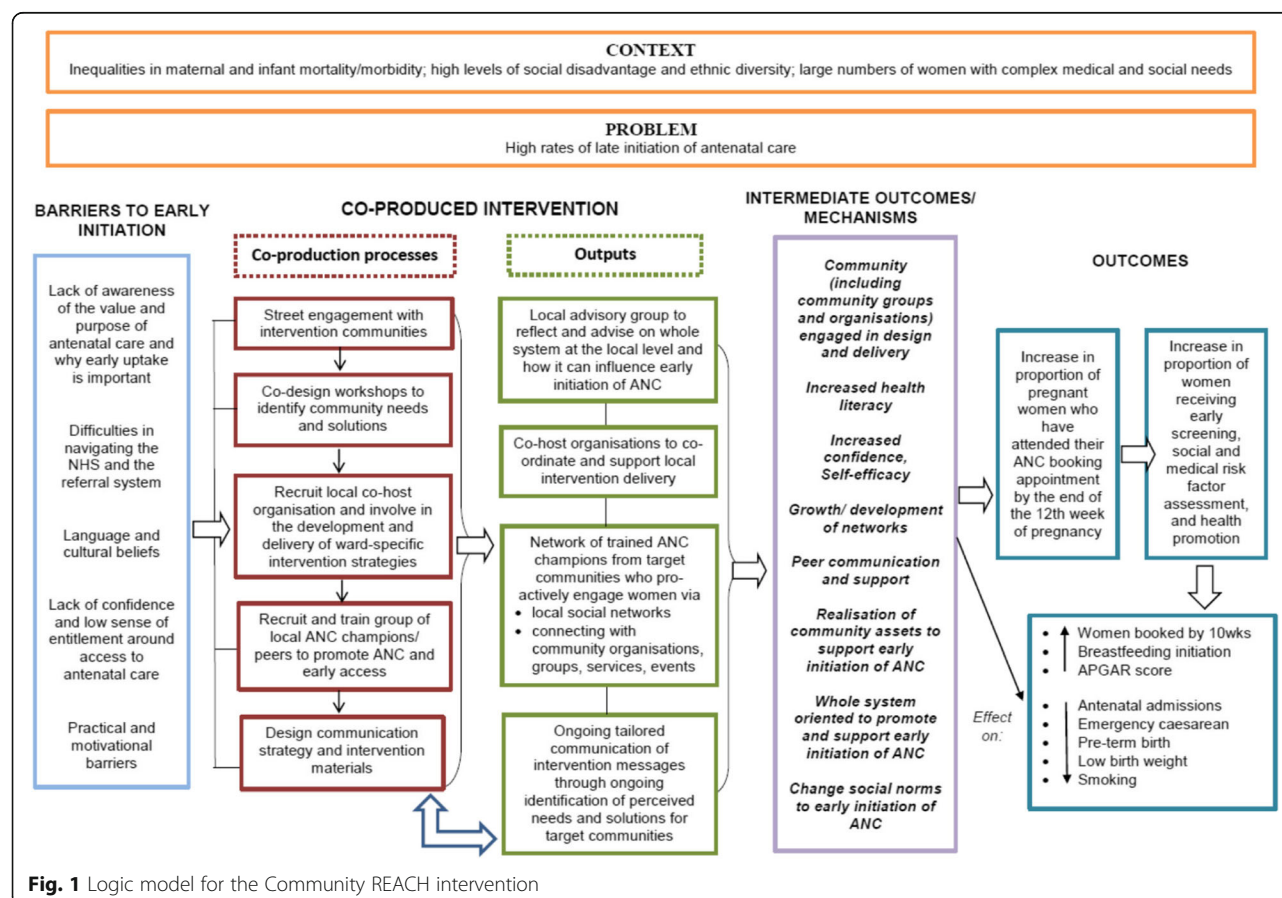 CONTEXT
Inequalities in maternal and infant mortality/morbidity; high levels of social disadvantage and ethnic diversity; large numbers of women with complex medical and social needs
PROBLEM
High rates of late initiation of antenatal care
BARRIERS TO EARLY
INITIATION
Lack of awareness
of the value and
purpose of
antenatal care and
why early uptake
is important
Difficulties in
navigating the
NHS and the
referral system
Language and
cultural beliefs
Lack of confidence
and low sense of
entitlement around
access to
antenatal care
Practical and
motivational
barriers
CO-PRODUCED INTERVENTION
Co-production processes
Street engagement with
intervention communities
Co-design workshops to
identify community needs
and solutions
Recruit local co-host
organisation and involve in
the development and
delivery of ward-specific
intervention strategies
Recruit and train group of
local ANC champions/
peers to promote ANC and
early access
Design communication
strategy and intervention
materials
Outputs
Local advisory group to
reflect and advise on whole
system at the local level and
how it can influence early
initiation of ANC
Co-host organisations to co-
ordinate and support local
intervention delivery
Network of trained ANC
champions from target
communities who pro-
actively engage women via
• local social networks
• connecting with
community organisations,
groups, services, events
Ongoing tailored
communication of
intervention messages
through ongoing
identification of perceived
needs and solutions for
target communities
INTERMEDIATE OUTCOMES/
MECHANISMS
Community
(including
community groups
and organisations)
engaged in design
and delivery
Increased health
literacy
Increased
confidence,
Self-efficacy
Growth/ development
of networks
Peer communication
and support
Realisation of
community assets to
support early
initiation of ANC
Whole system
oriented to promote
and support early
initiation of ANC
Change social norms
to early initiation of
ANC
OUTCOMES
Increase in
proportion of
pregnant
women who
have
attended their
ANC booking
appointment
by the end of
the 12th week
of pregnancy
Increase in
proportion of
women
receiving
early
screening,
social and
medical risk
factor
assessment,
and health
promotion
Effect
on:
• Women booked by 10wks
• Breastfeeding initiation
• APGAR score
• Antenatal admissions
• Emergency caesarean
• Pre-term birth
• Low birth weight
• Smoking
Fig. 1 Logic model for the Community REACH intervention